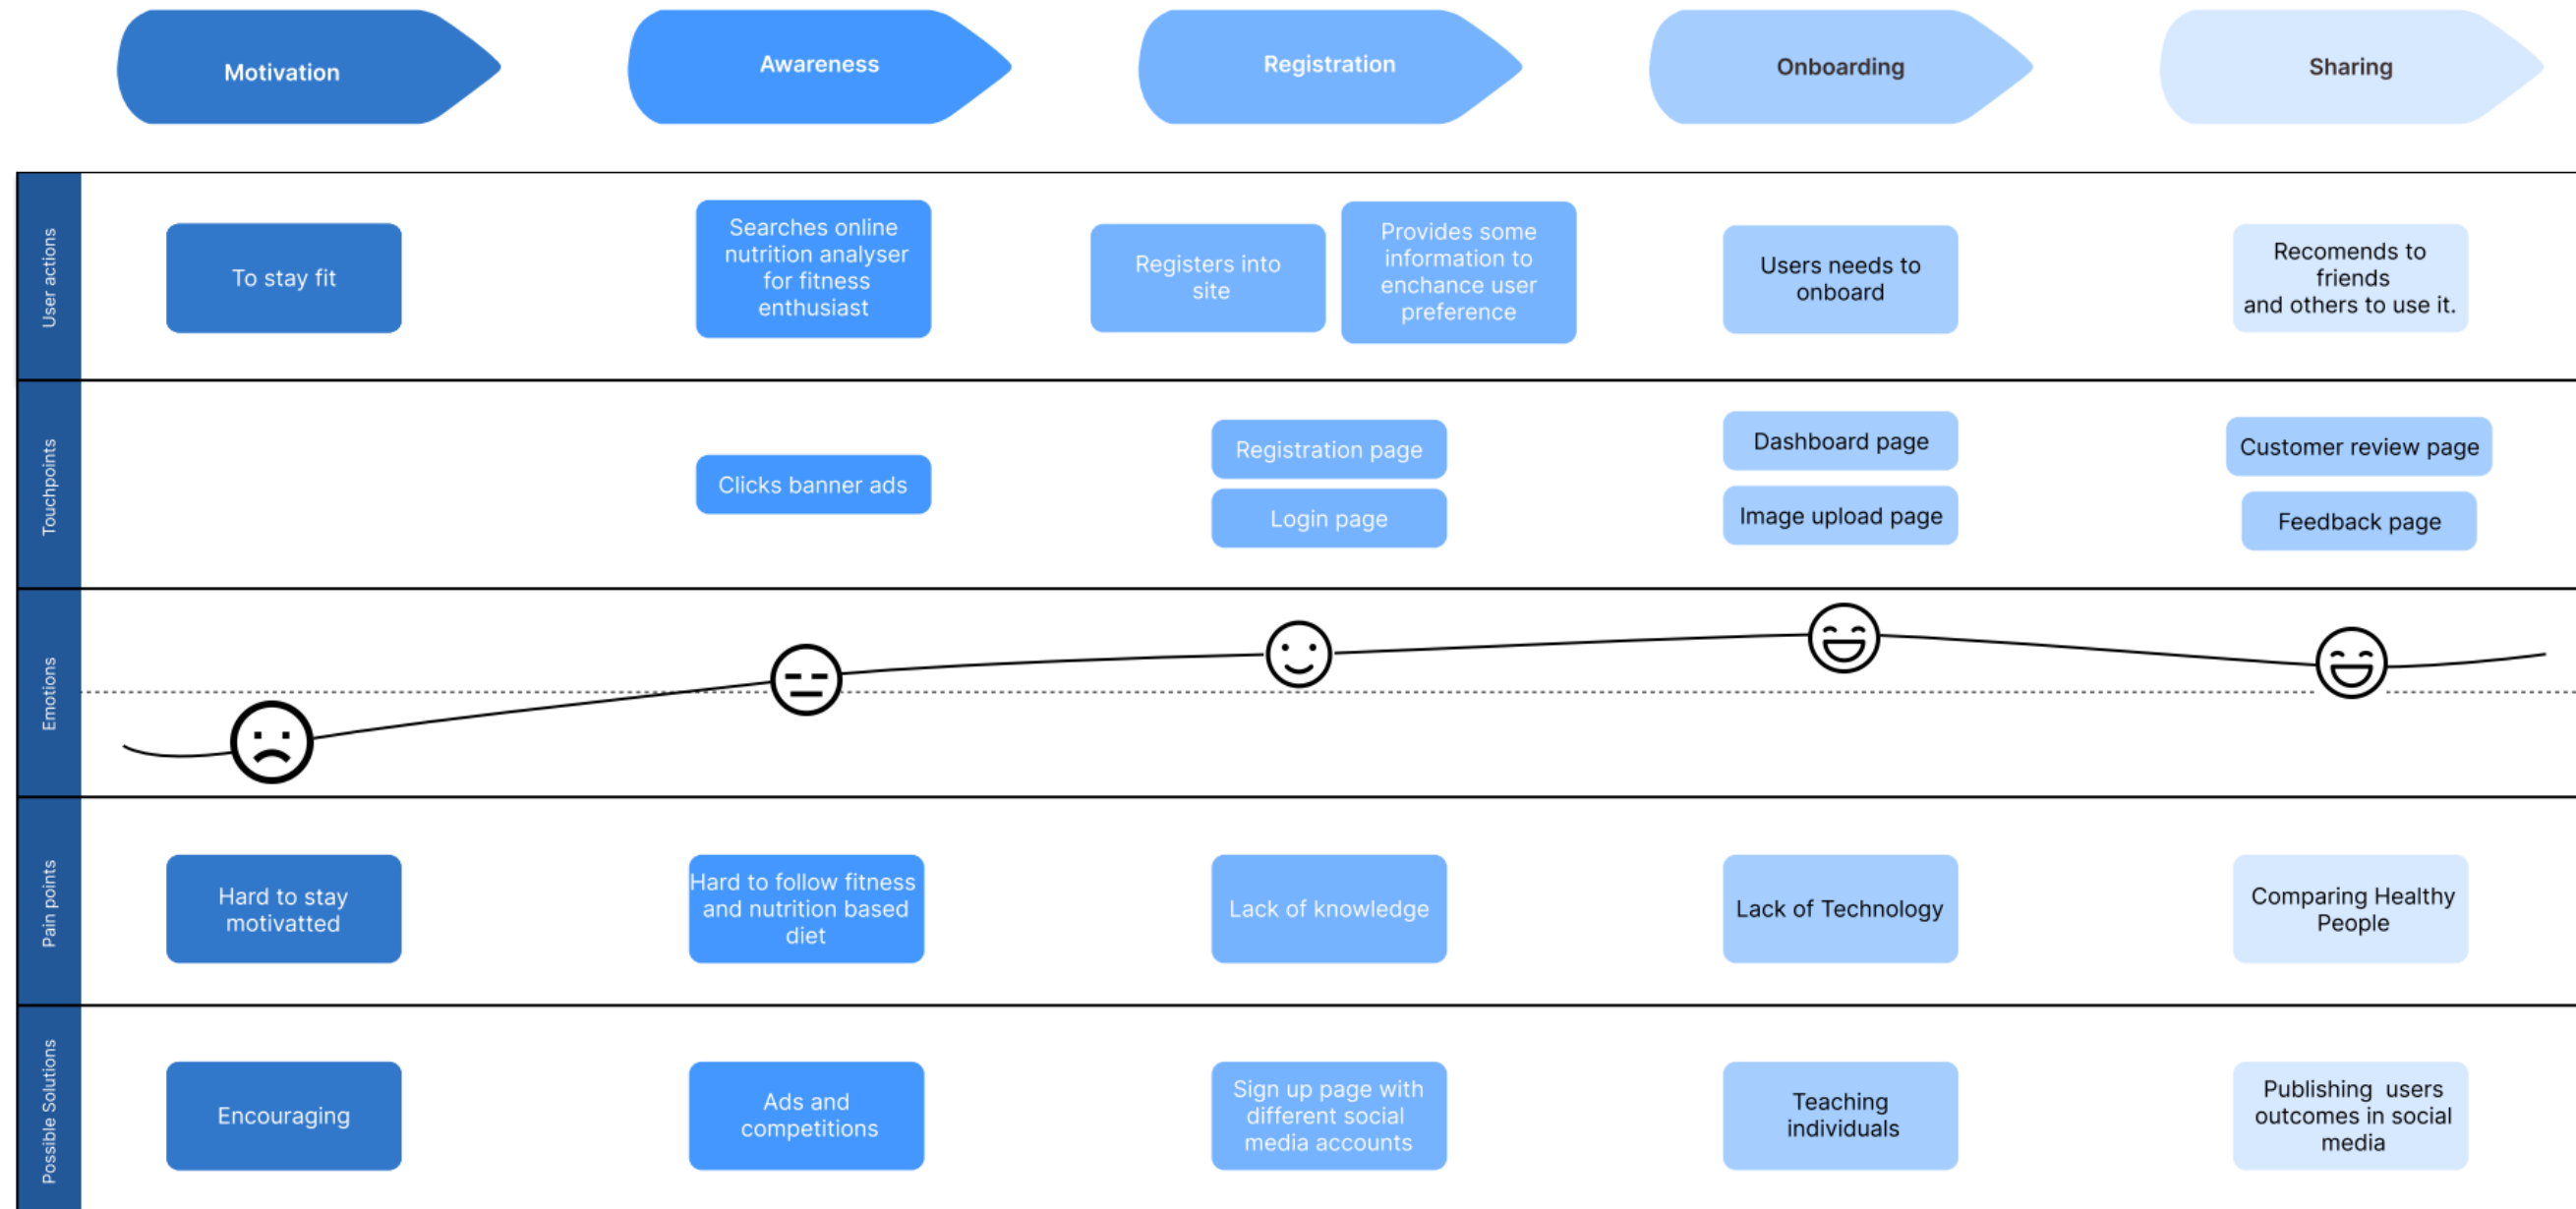 Motivation
Awareness
Registration
Onboarding
Sharing
User actions
To stay fit
Searches online
nutrition analyser
for fitness
enthusiast
Registers into
site
Provides some
information to
enchance user
preference
Users needs to
onboard
Recomends to
friends
and others to use it.
Touchpoints
Clicks banner ads
Registration page
Login page
Dashboard page
Image upload page
Customer review page
Feedback page
Emotions
Pain points
Hard to stay
motivatted
Hard to follow fitness
and nutrition based
diet
Lack of knowledge
Lack of Technology
Comparing Healthy
People
Possible Solutions
Encouraging
Ads and
competitions
Sign up page with
different social
media accounts
Teaching
individuals
Publishing  users
outcomes in social
media